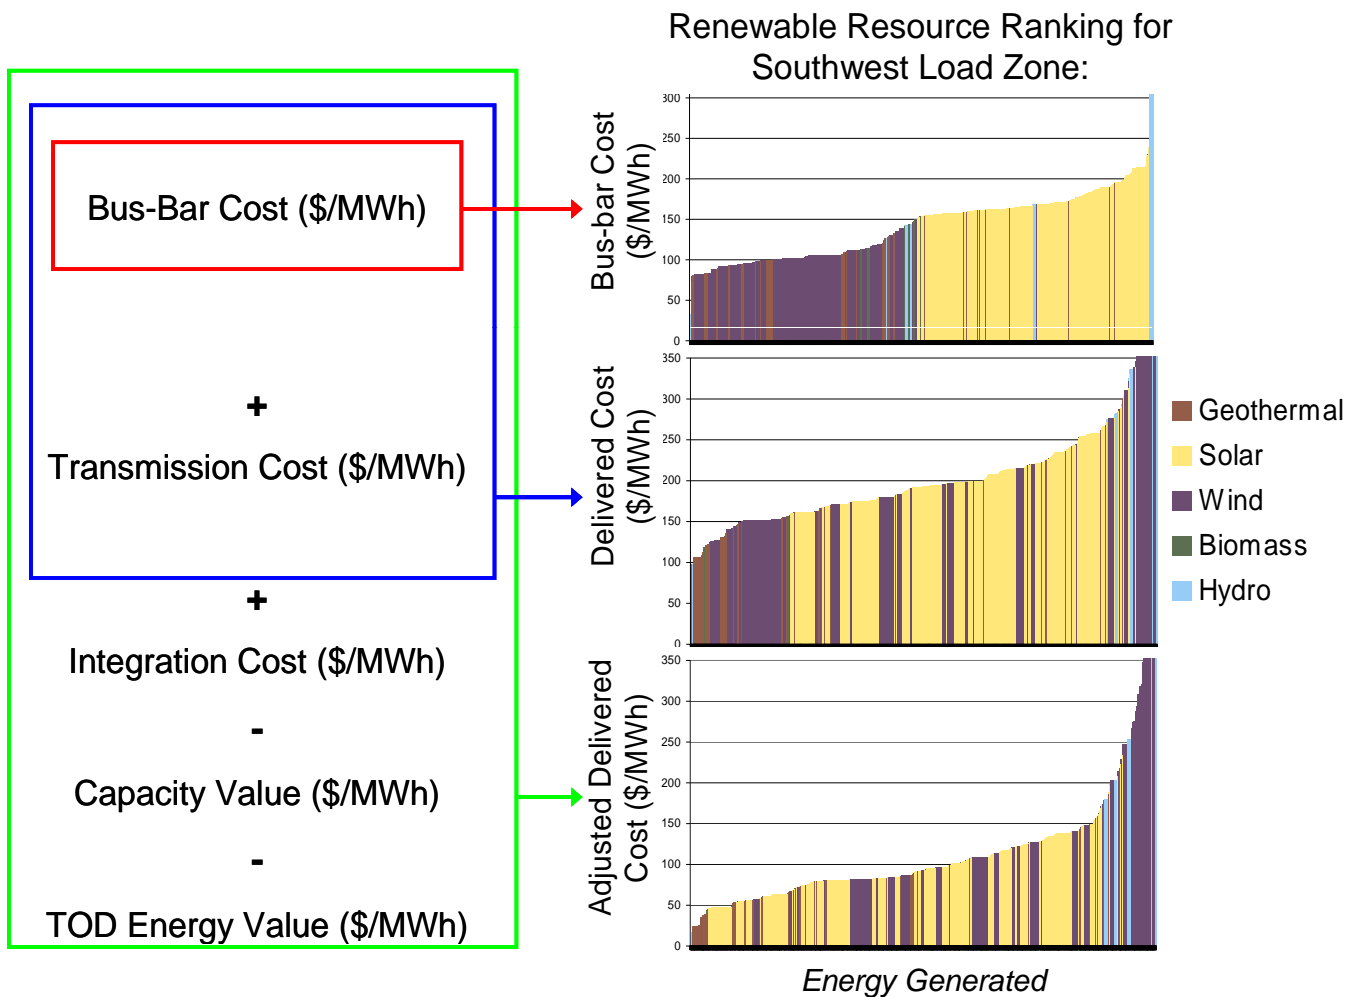 Renewable Resource Ranking for
Southwest Load Zone:
Bus-Bar Cost ($/MWh)
+
Transmission Cost ($/MWh)
+
Integration Cost ($/MWh)
-
Capacity Value ($/MWh)
-
TOD Energy Value ($/MWh)
Bus-bar Cost
($/MWh)
300
250
200
150
100
50
0
Delivered Cost
($/MWh)
350
300
250
200
150
100
50
0
Adjusted Delivered
Cost ($/MWh)
350
300
250
200
150
100
50
0
Energy Generated
Geothermal
Solar
Wind
Biomass
Hydro